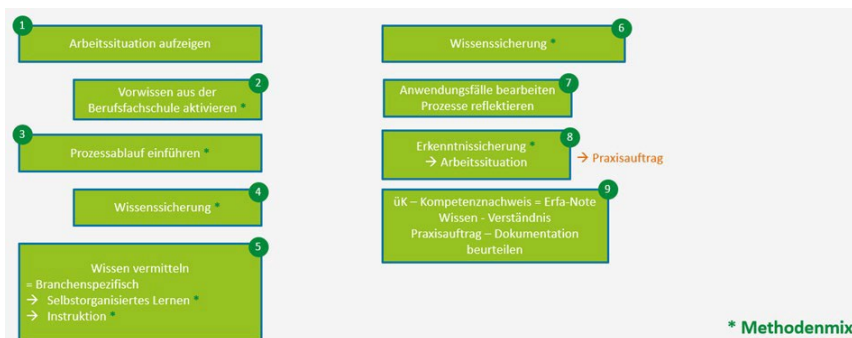 1
Arbeitssituation aufzeigen
2
Vorwissen aus der
Berufsfachschule aktivieren *
3
Prozessablauf einführen *
4
Wissenssicherung *
5
Wissen vermitteln
= Branchenspezifisch
→ Selbstorganisiertes Lernen *
→ Instruktion *
6
Wissenssicherung *
7
Anwendungsfälle bearbeiten
Prozesse reflektieren
8
Erkenntnissicherung *
→ Arbeitssituation
→ Praxisauftrag
9
üK – Kompetenznachweis = Erfa-Note
Wissen - Verständnis
Praxisauftrag – Dokumentation
beurteilen
* Methodenmix